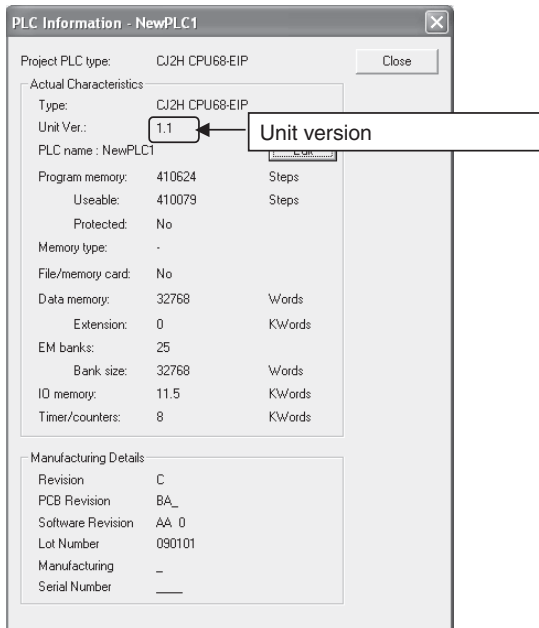 PLC Information - NewPLC1
Project PLC type: CJ2H CPU68-EIP Close
Actual Characteristics
Type: CJ2H CPU68-EIP
Unit Ver.: 1.1
Unit version
PLC name : NewPLC1
Program memory: 410624 Steps
Useable: 410079 Steps
Protected: No
Memory type: -
File/memory card: No
Data memory: 32768 Words
Extension: 0 KWords
EM banks: 25
Bank size: 32768 Words
IO memory: 11.5 KWords
Timer/counters: 8 KWords
Manufacturing Details
Revision C
PCB Revision BA_
Software Revision AA 0
Lot Number 090101
Manufacturing _
Serial Number ____